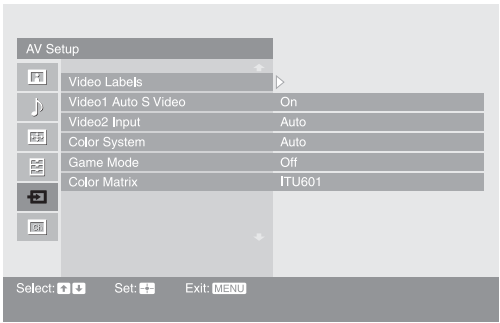 AV Setup
Video Labels
Video1 Auto S Video On
Video2 Input Auto
Color System Auto
Game Mode Off
Color Matrix ITU601
Select: Set: Exit: MENU